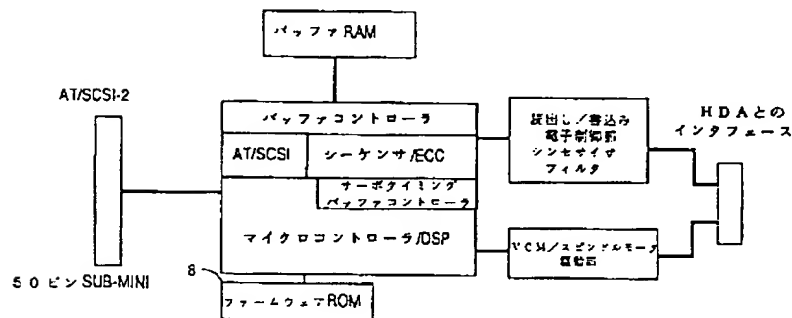 バッファRAM
AT/SCSI-2
バッファコントローラ
AT/SCSI
シーケンサ/ECC
サーボタイミング
バッファコントローラ
マイクロコントローラ/DSP
読出し/書込み
電子制御部
シンセサイザ
フィルタ
HDAとの
インタフェース
VCM/スピンドルモータ
駆動部
50ピンSUB-MINI
8
ファームウェアROM